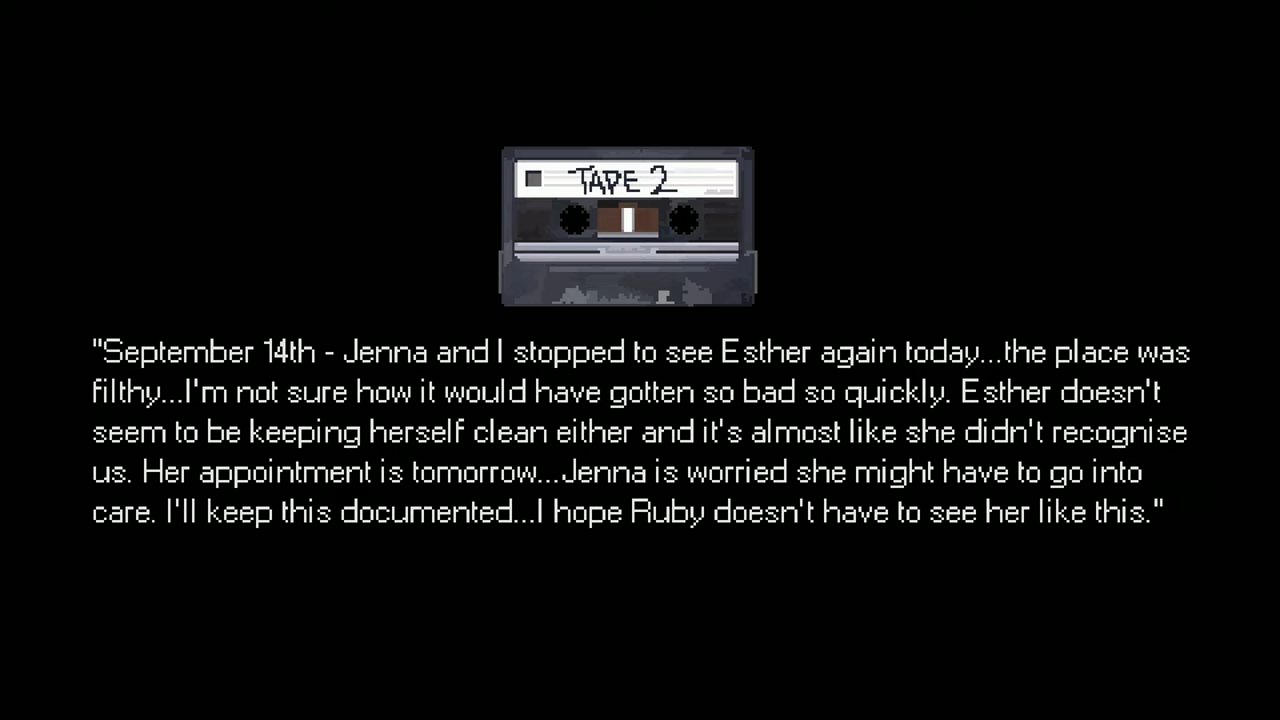 TAPE 2
"September 14th - Jenna and I stopped to see Esther again today...the place was
filthy...I'm not sure how it would have gotten so bad so quickly. Esther doesn't
seem to be keeping herself clean either and it's almost like she didn't recognise
us. Her appointment is tomorrow...Jenna is worried she might have to go into
care. I'll keep this documented...I hope Ruby doesn't have to see her like this."